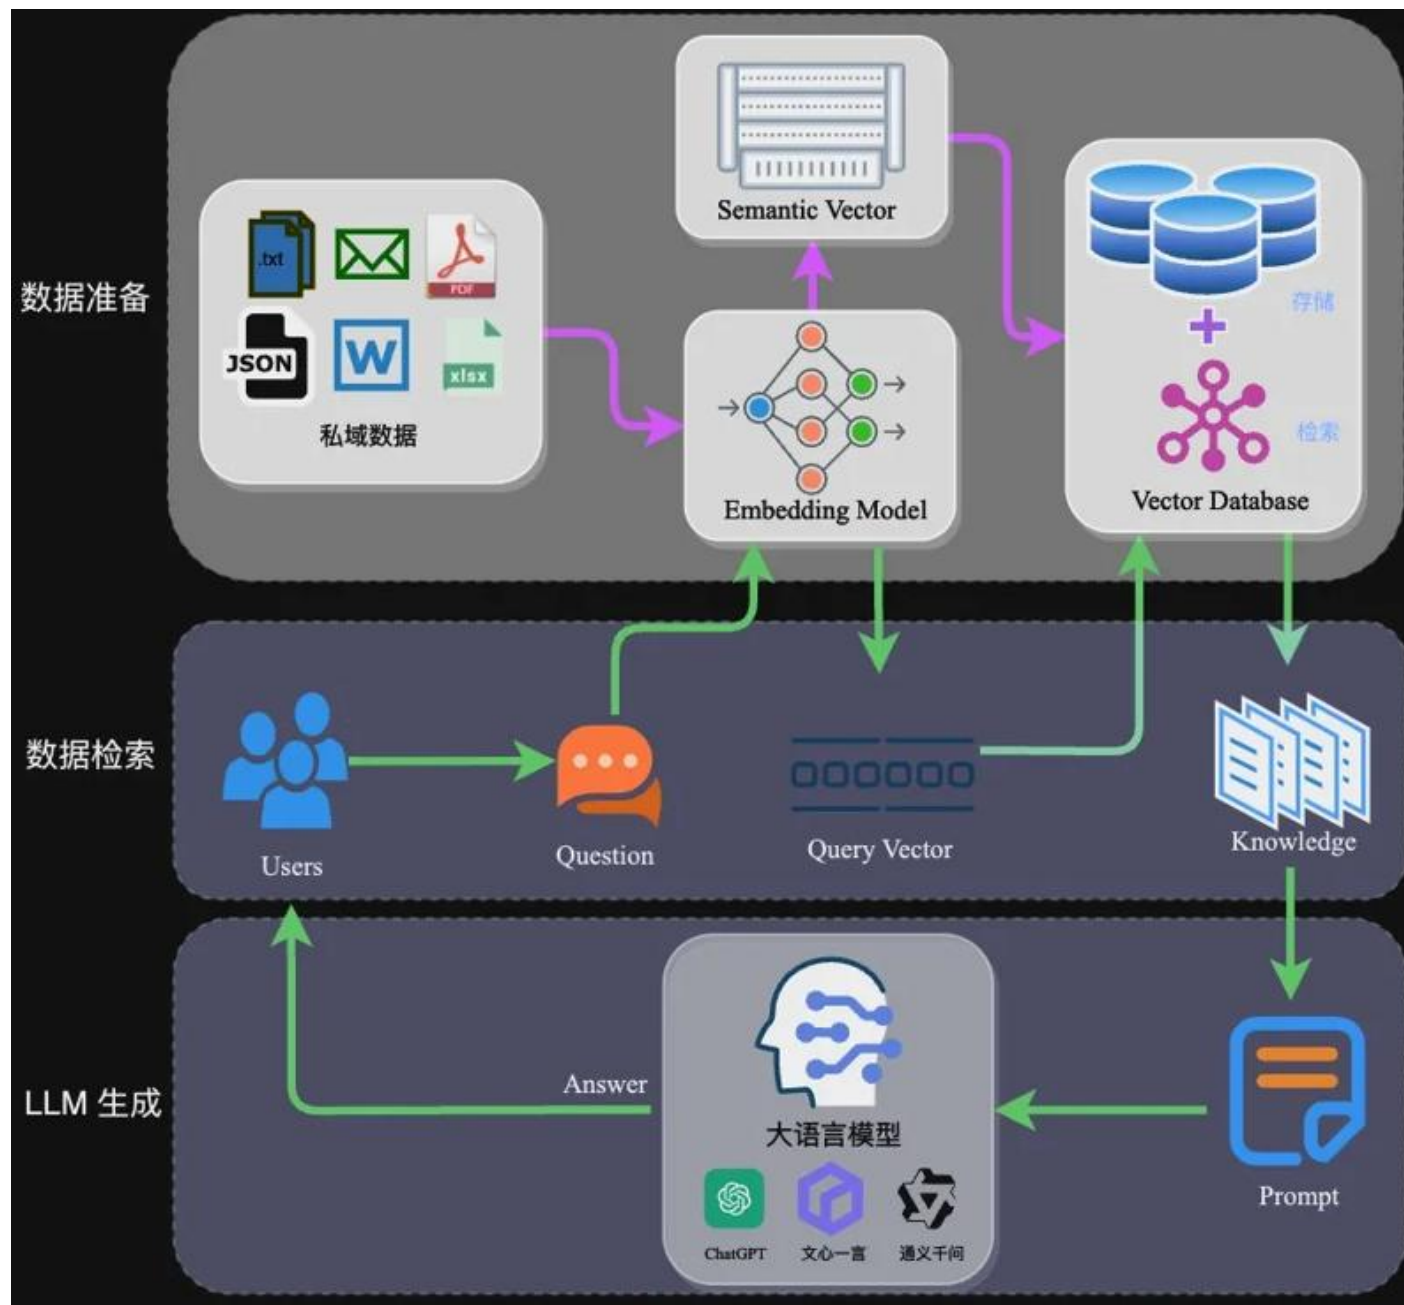 Semantic Vector
数据准备
.txt
PDF
JSON
W
xlsx
私域数据
Embedding Model
存储
检索
Vector Database
数据检索
Users
Question
Query Vector
Knowledge
LLM 生成
Answer
大语言模型
ChatGPT
文心一言
通义千问
Prompt